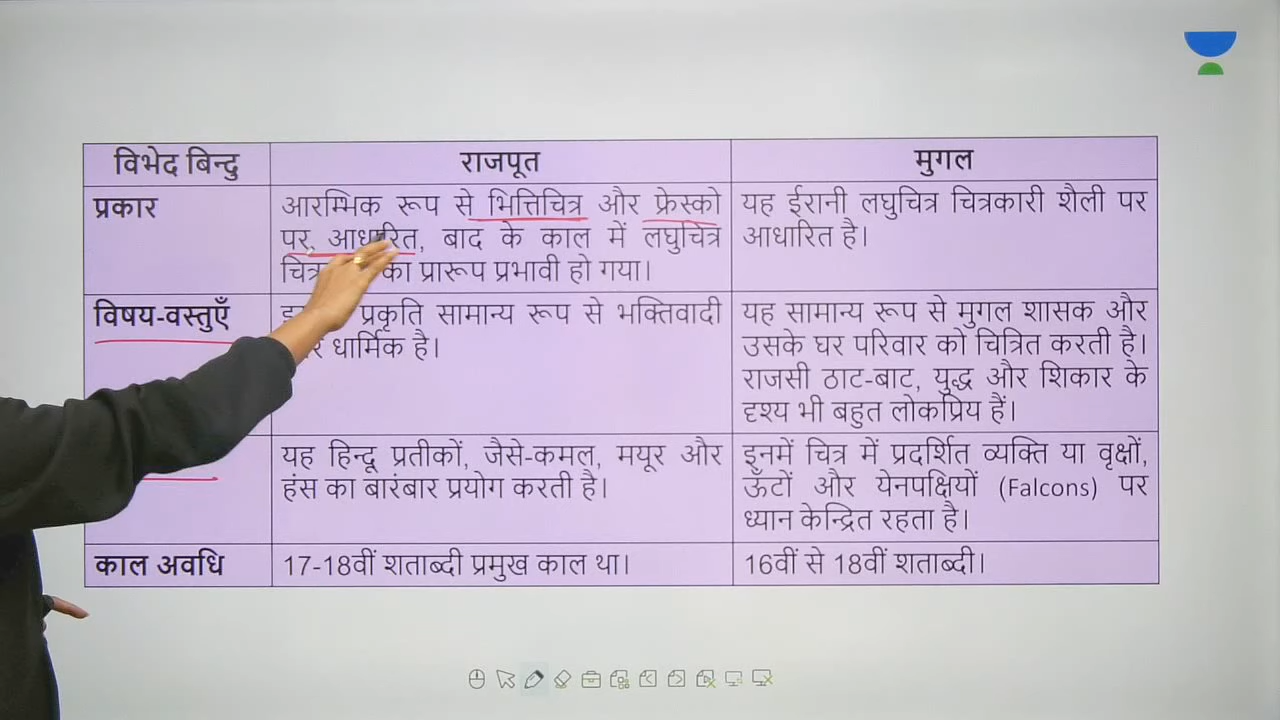 विभेद बिन्दु राजपूत मुगल
प्रकार
आरम्भिक रूप से भित्तिचित्र और फ्रेस्को
पर आधारित, बाद के काल में लघुचित्र
का प्रारूप प्रभावी हो गया।
यह ईरानी लघुचित्र चित्रकारी शैली पर
आधारित है।
विषय-वस्तुएँ
प्रकृति सामान्य रूप से भक्तिवादी
धार्मिक है।
यह सामान्य रूप से मुगल शासक और
उसके घर परिवार को चित्रित करती है।
राजसी ठाट-बाट, युद्ध और शिकार के
दृश्य भी बहुत लोकप्रिय हैं।
यह हिन्दू प्रतीकों, जैसे-कमल, मयूर और
हंस का बारंबार प्रयोग करती है।
इनमें चित्र में प्रदर्शित व्यक्ति या वृक्षों,
ऊँटों और येनपक्षियों (Falcons) पर
ध्यान केन्द्रित रहता है।
काल अवधि
17-18वीं शताब्दी प्रमुख काल था।
16वीं से 18वीं शताब्दी।